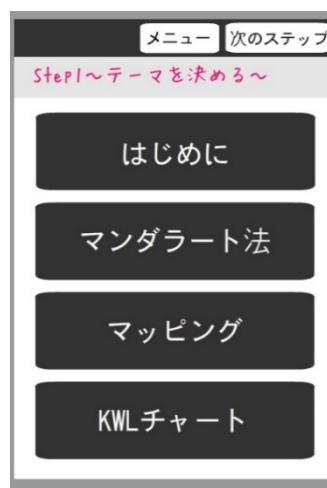 メニュー 次のステップ
Step1～テーマを決める～
はじめに
マンダラート法
マッピング
KWLチャート